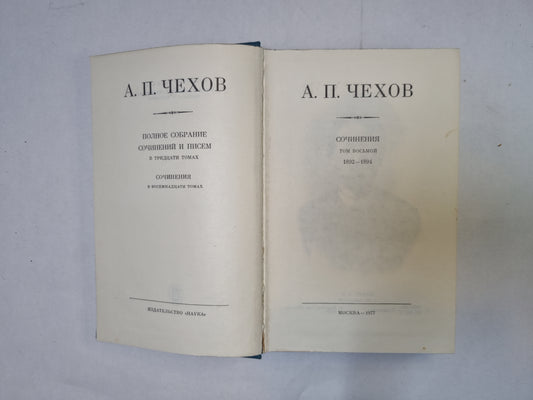 А. П. ЧЕХОВ
ПОЛНОЕ СОБРАНИЕ
СОЧИНЕНИЙ И ПИСЕМ
В ТРИДЦАТИ ТОМАХ
СОЧИНЕНИЯ
В ВОСЕМНАДЦАТИ ТОМАХ
ИЗДАТЕЛЬСТВО «НАУКА»
А. П. ЧЕХОВ
СОЧИНЕНИЯ
ТОМ ВОСЬМОЙ
1892—1894
МОСКВА—1977